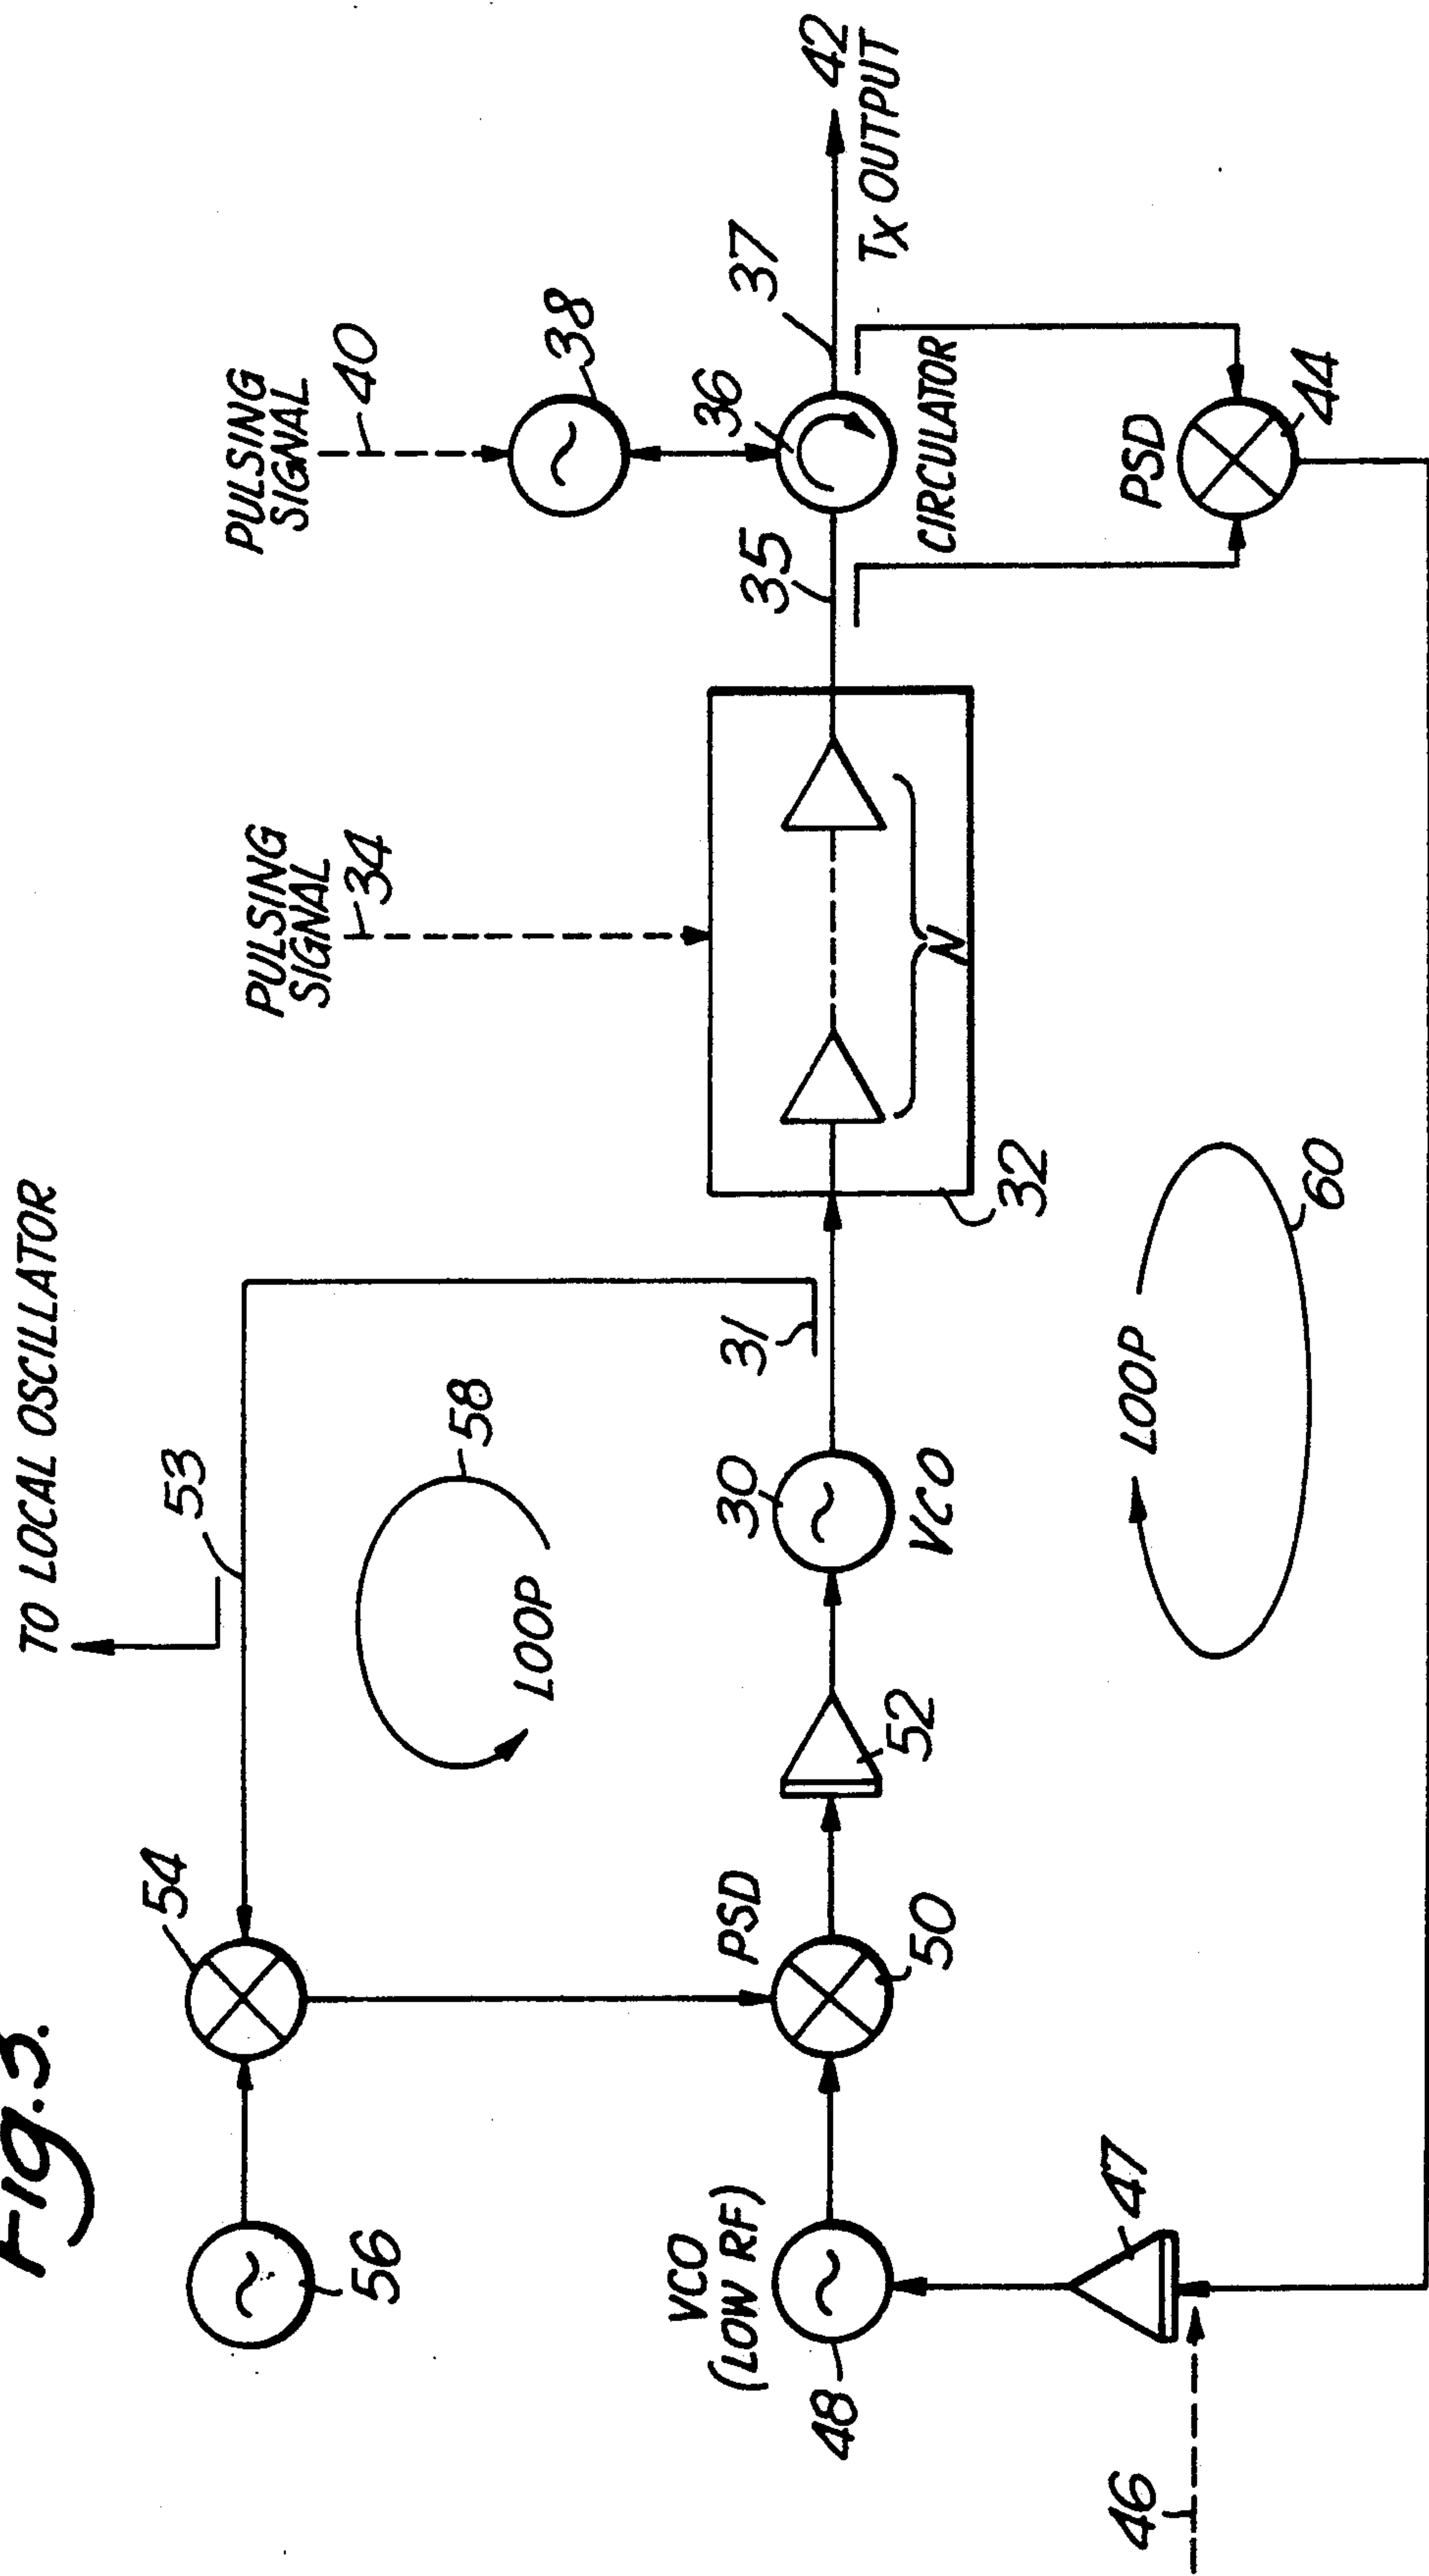 Fig.3.
TO LOCAL OSCILLATOR
53
54
56
58
LOOP
PULSING
SIGNAL
34
PULSING
SIGNAL
40
38
VCO
(LOW RF)
48
PSD
50
52
30
VCO
31
32
N
35
36
37
CIRCULATOR
42
Tx OUTPUT
PSD
44
LOOP
60
47
46